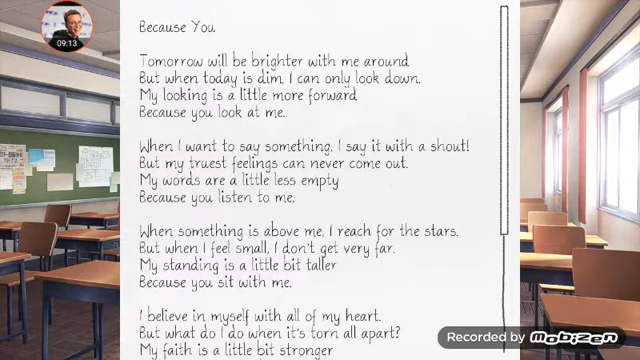 Because You
09:13
Tomorrow will be brighter with me around
But when today is dim, I can only look down.
My looking is a little more forward
Because you look at me.
When I want to say something, I say it with a shout!
But my truest feelings can never come out.
My words are a little less empty
Because you listen to me.
When something is above me, I reach for the stars.
But when I feel small, I don't get very far.
My standing is a little bit taller
Because you sit with me.
I believe in myself with all of my heart.
But what do I do when it's torn all apart?
My faith is a little bit stronger
Recorded by mobizen